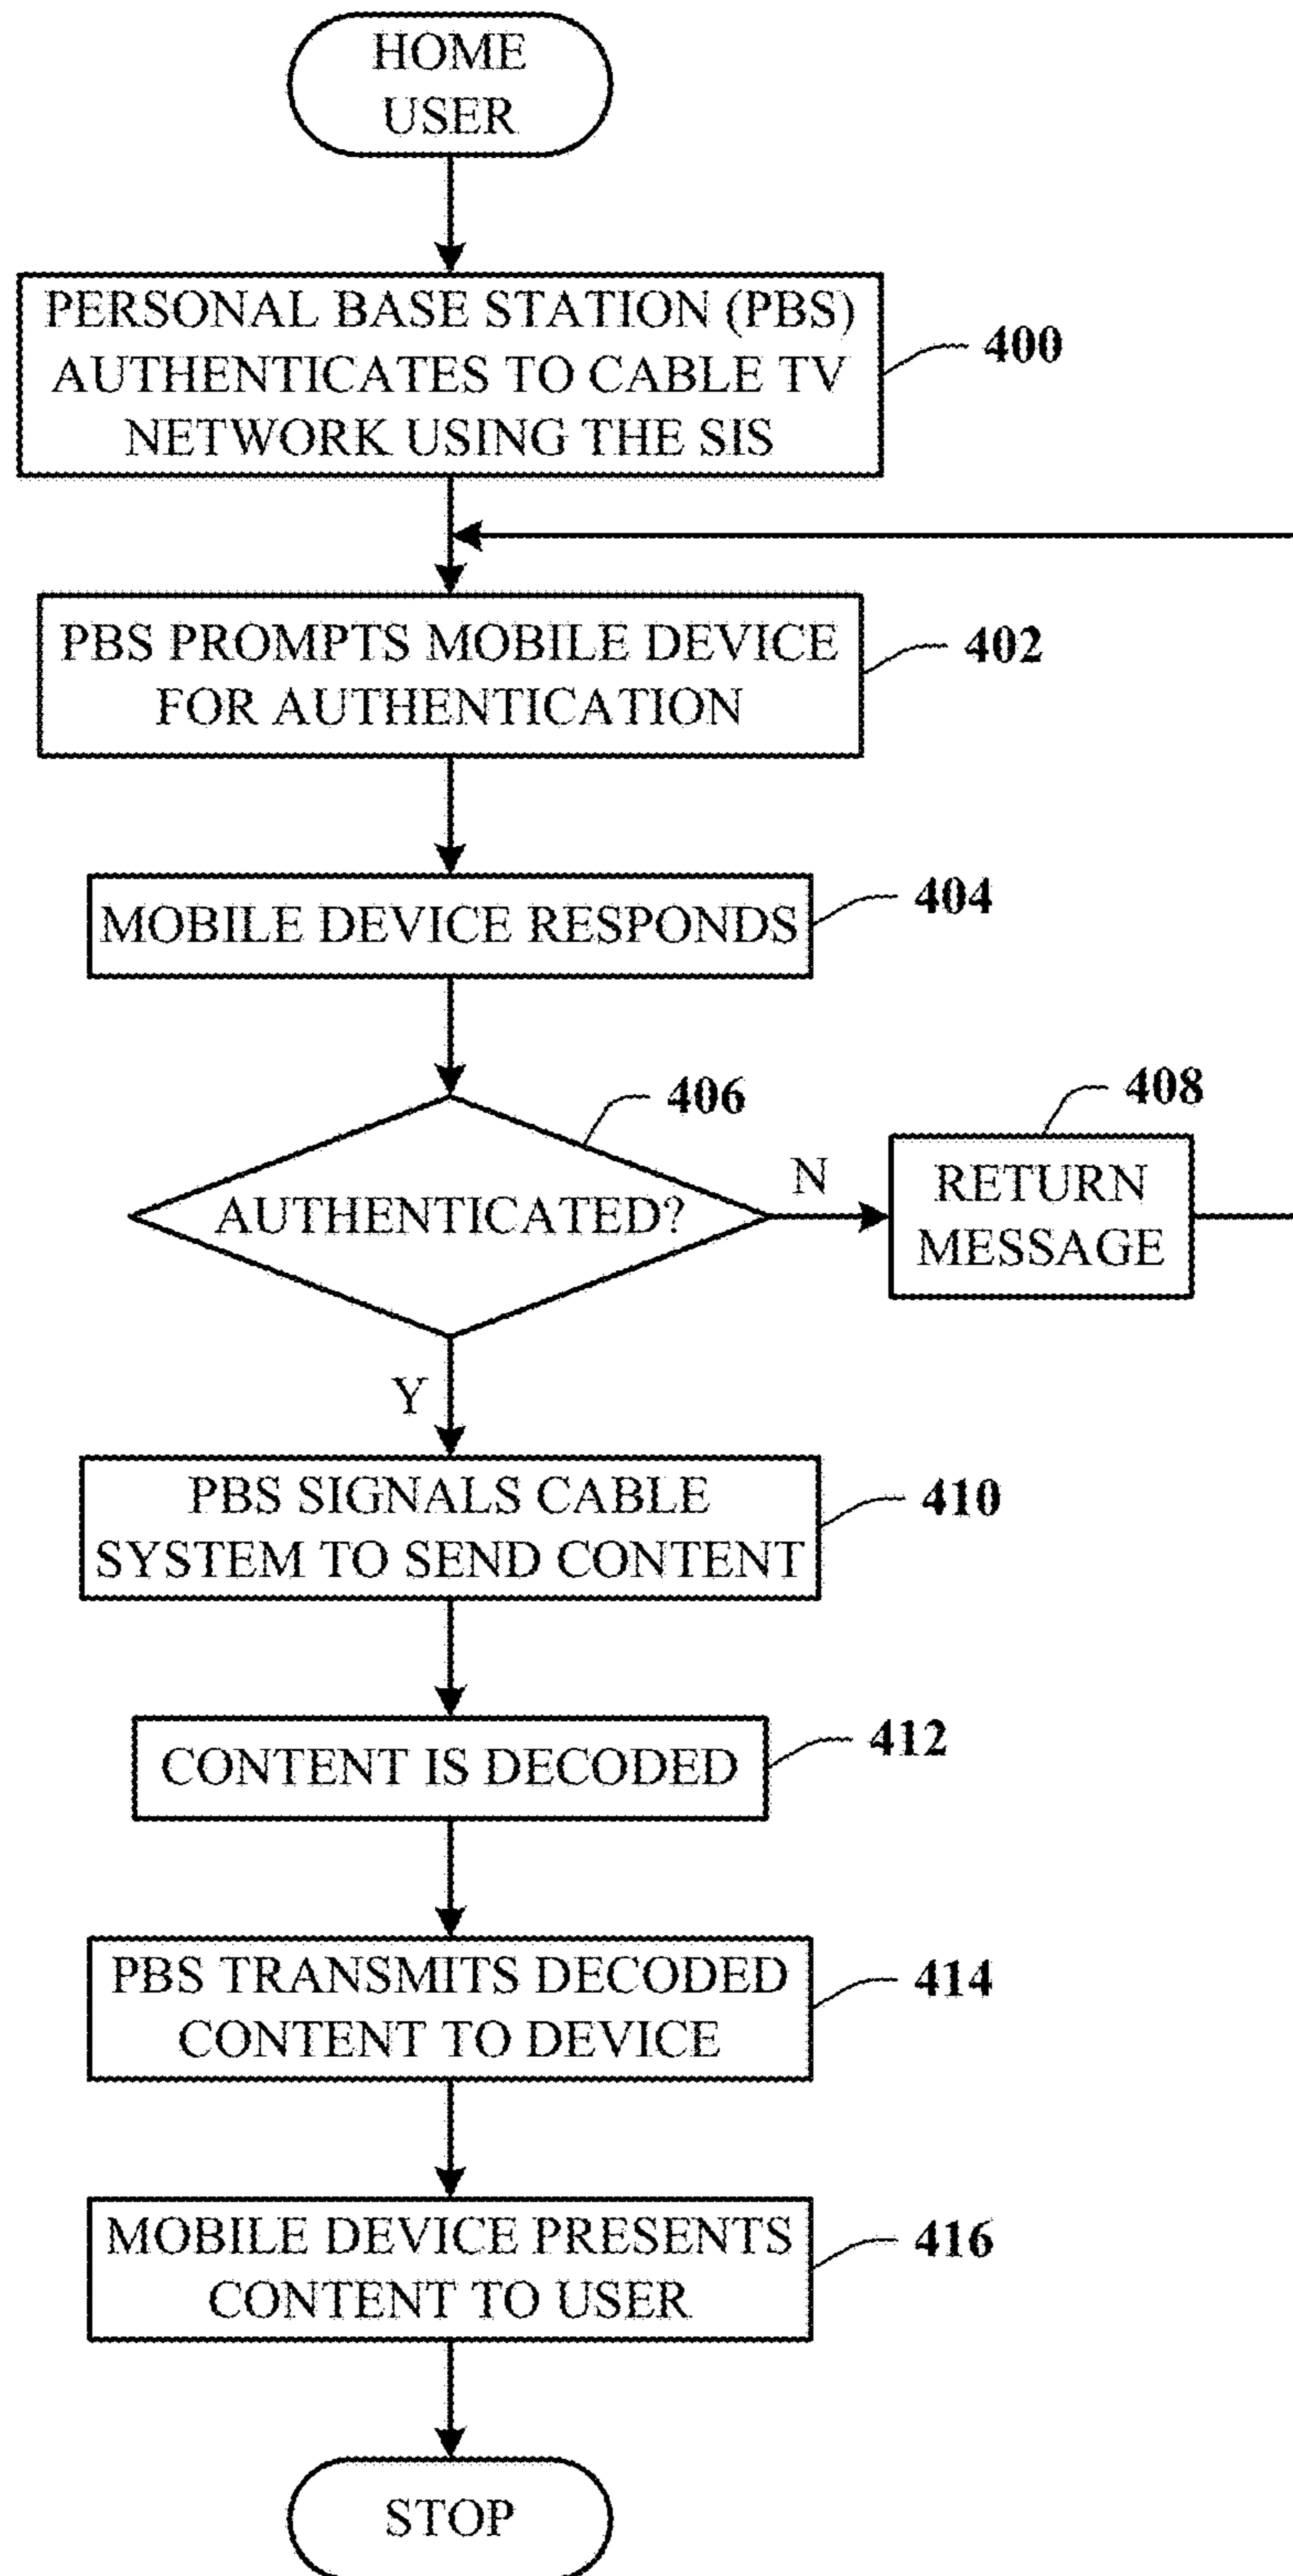 HOME
USER
PERSONAL BASE STATION (PBS)
AUTHENTICATES TO CABLE TV
NETWORK USING THE SIS
400
PBS PROMPTS MOBILE DEVICE
FOR AUTHENTICATION
402
MOBILE DEVICE RESPONDS
404
AUTHENTICATED?
406
N
408
RETURN
MESSAGE
Y
PBS SIGNALS CABLE
SYSTEM TO SEND CONTENT
410
CONTENT IS DECODED
412
PBS TRANSMITS DECODED
CONTENT TO DEVICE
414
MOBILE DEVICE PRESENTS
CONTENT TO USER
416
STOP